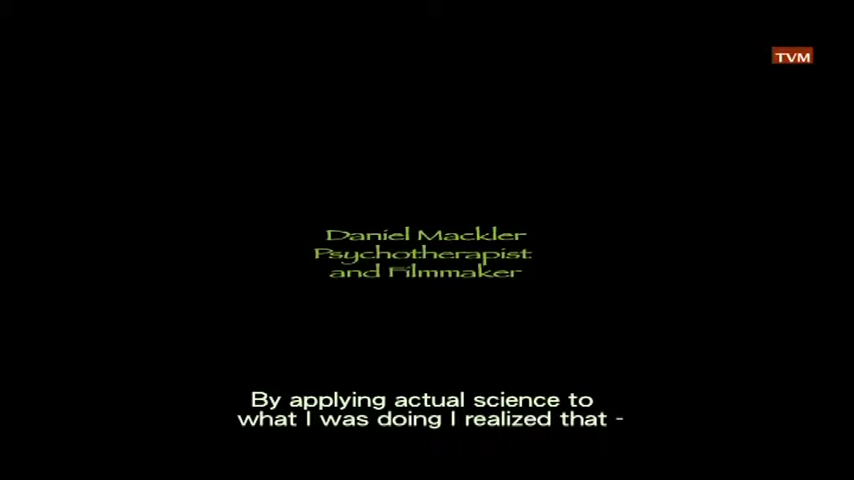 TVM
Daniel Mackler
Psychotherapist
and Filmmaker
By applying actual science to
what I was doing I realized that -